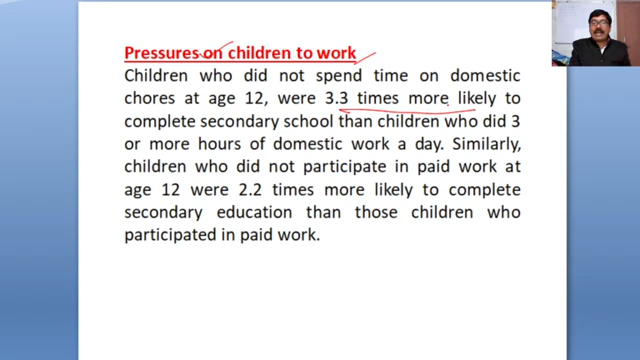 Pressures on children to work
Children who did not spend time on domestic
chores at age 12, were 3.3 times more likely to
complete secondary school than children who did 3
or more hours of domestic work a day. Similarly,
children who did not participate in paid work at
age 12 were 2.2 times more likely to complete
secondary education than those children who
participated in paid work.